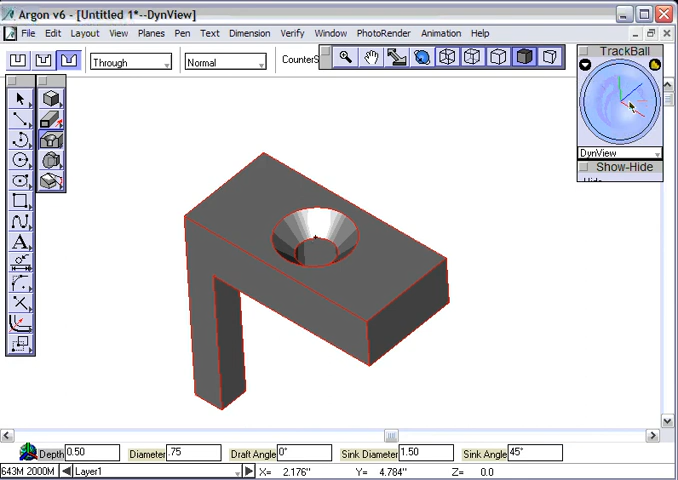 Argon v6 - [Untitled 1*--DynView]
File Edit Layout View Planes Pen Text Dimension Verify Window PhotoRender Animation Help
Through Normal CounterS
TrackBall
DynView
Show-Hide
A
Depth 0.50 Diameter .75 Draft Angle 0° Sink Diameter 1.50 Sink Angle 45°
643M 2000M Layer1 X= 2.176" Y= 4.784" Z= 0.0